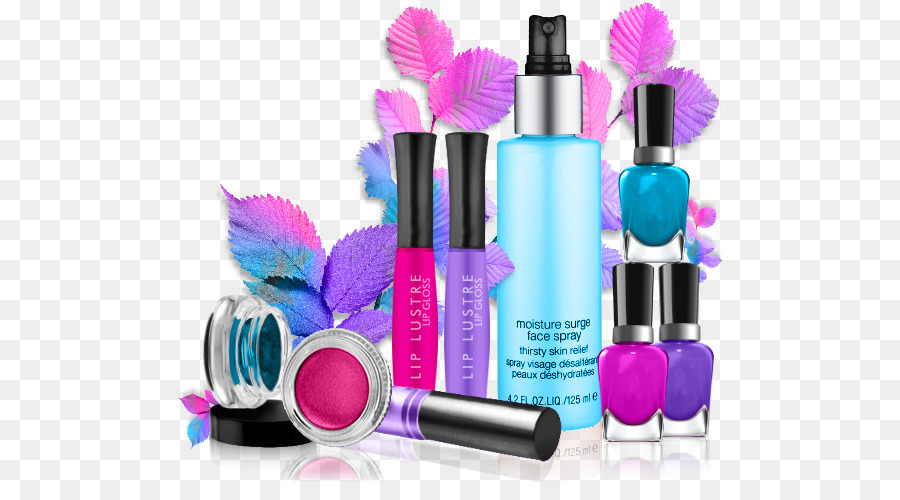 LIP LUSTRE
LIP GLOSS
LIP LUSTRE
LIP GLOSS
moisture surge
face spray
thirsty skin relief
spray visage désaltérant
peaux déshydratées
4.2 FL.OZ.LIQ./125 ml e